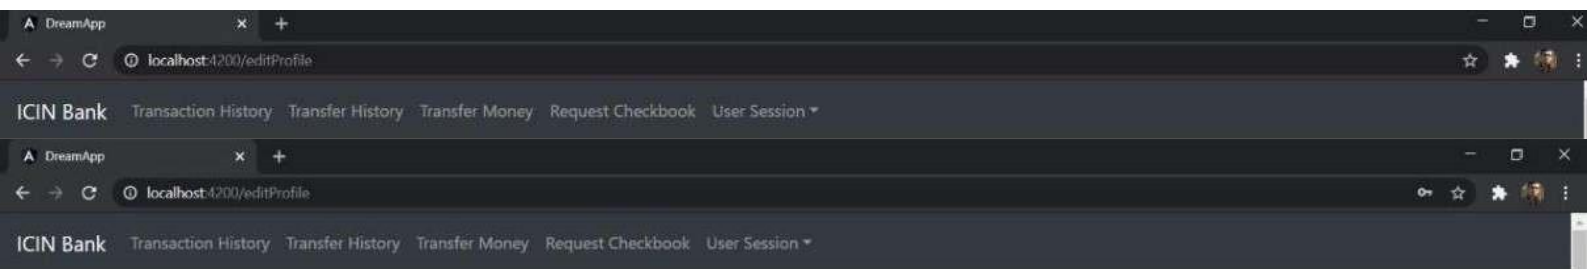 DreamApp
localhost:4200/editProfile
ICIN Bank Transaction History Transfer History Transfer Money Request Checkbook User Session
DreamApp
localhost:4200/editProfile
ICIN Bank Transaction History Transfer History Transfer Money Request Checkbook User Session